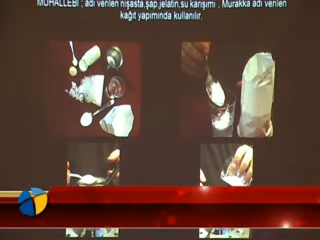 MUHALLEBİ ; adı verilen nişasta,şap,jelatin,su karışımı . Murakka adı verilen
kağıt yapımında kullanılır.